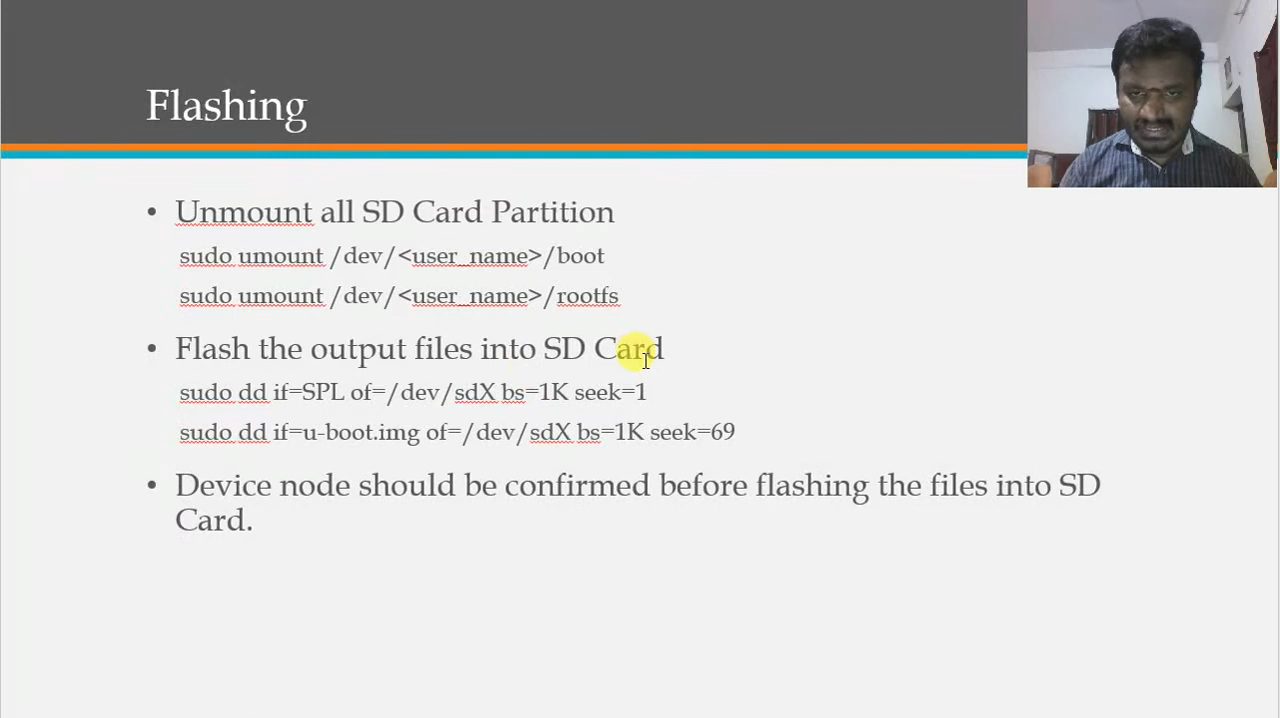 Flashing
• Unmount all SD Card Partition
sudo umount /dev/<user_name>/boot
sudo umount /dev/<user_name>/rootfs
• Flash the output files into SD Card
sudo dd if=SPL of=/dev/sdX bs=1K seek=1
sudo dd if=u-boot.img of=/dev/sdX bs=1K seek=69
• Device node should be confirmed before flashing the files into SD
Card.